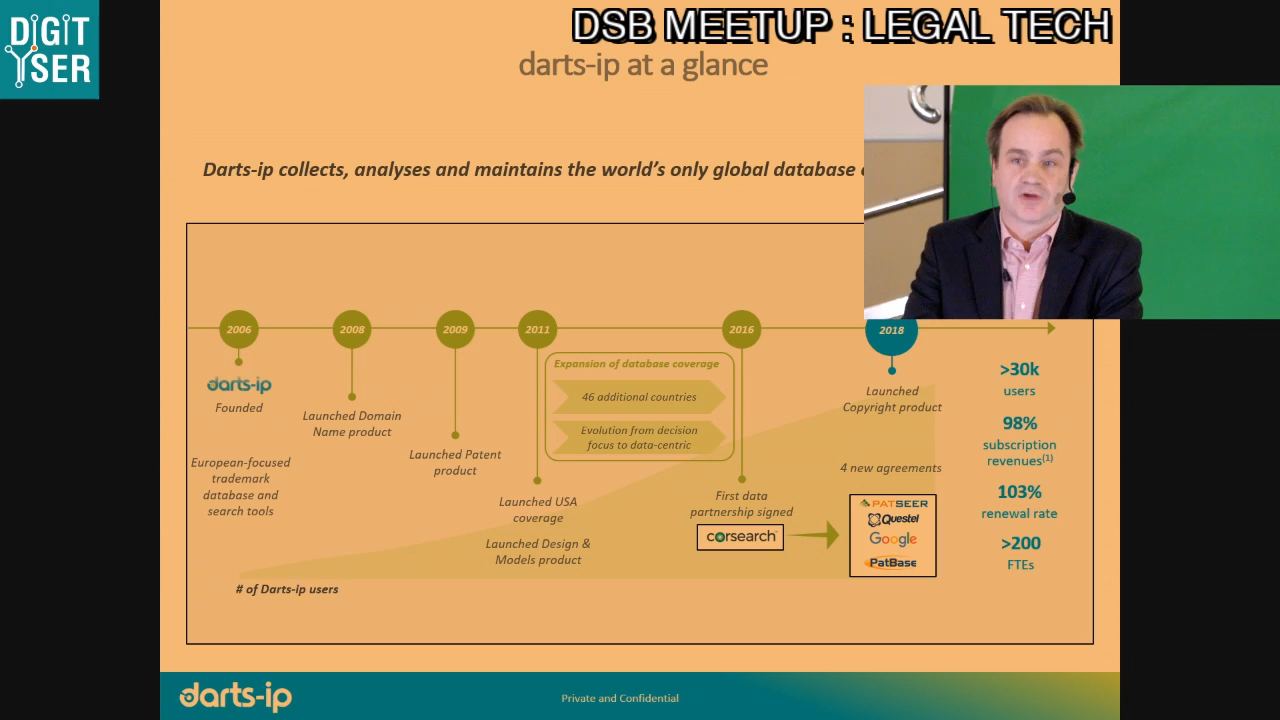 DIGIT
YSER
DSB MEETUP : LEGAL TECH
darts-ip at a glance
Darts-ip collects, analyses and maintains the world's only global database
2006
2008
2009
2011
2016
2018
darts-ip
Founded
European-focused
trademark
database and
search tools
Launched Domain
Name product
Launched Patent
product
Launched USA
coverage
Launched Design &
Models product
Expansion of database coverage
46 additional countries
Evolution from decision
focus to data-centric
First data
partnership signed
corsearch
Launched
Copyright product
4 new agreements
PATSEER
Questel
Google
PatBase
>30k
users
98%
subscription
revenues(1)
103%
renewal rate
>200
FTEs
# of Darts-ip users
darts-ip
Private and Confidential